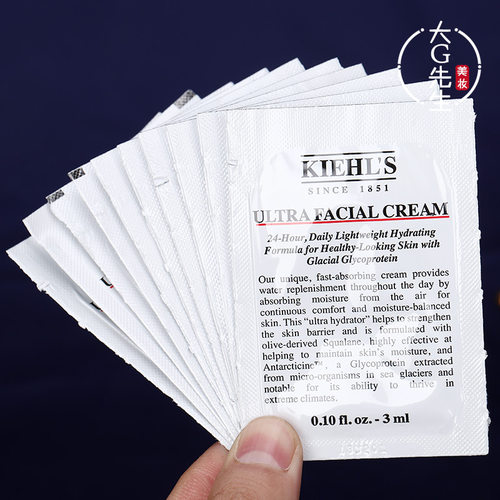 大G先生
美妆
KIEHL'S
SINCE 1851
ULTRA FACIAL CREAM
24-Hour, Daily Lightweight Hydrating
Formula for Healthy-Looking Skin with
Glacial Glycoprotein
Our unique, fast-absorbing cream provides
water replenishment throughout the day by
absorbing moisture from the air for
continuous comfort and moisture-balanced
skin. This "ultra hydrator" helps to strengthen
the skin barrier and is formulated with
olive-derived Squalane, highly effective at
helping to maintain skin's moisture, and
Antarcticine™, a Glycoprotein extracted
from micro-organisms in sea glaciers and
notable for its ability to thrive in
extreme climates.
0.10 fl. oz. - 3 ml